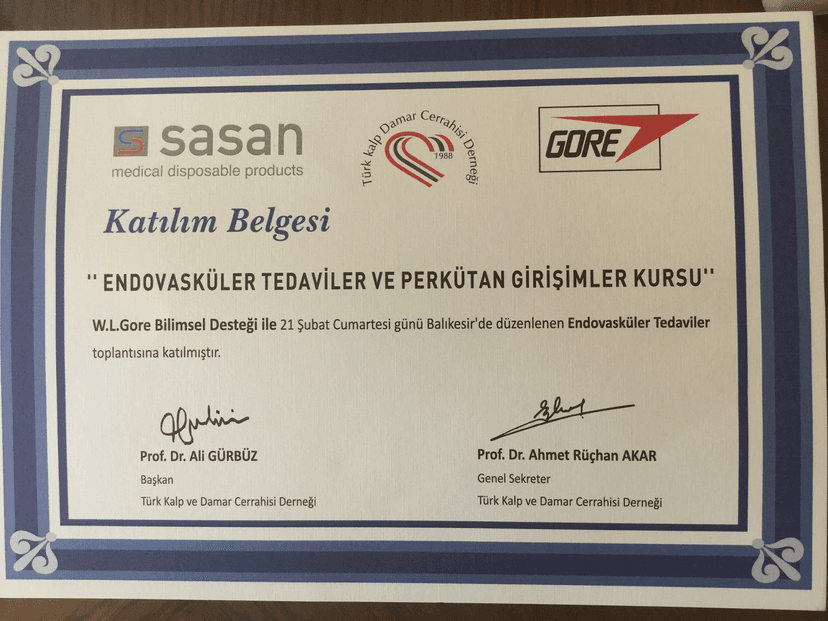 sasan
medical disposable products
Türk kalp Damar Cerrahisi Derneği
1988
GORE
Katılım Belgesi
'' ENDOVASKÜLER TEDAVİLER VE PERKÜTAN GİRİŞİMLER KURSU''
W.L.Gore Bilimsel Desteği ile 21 Şubat Cumartesi günü Balıkesir'de düzenlenen Endovasküler Tedaviler
toplantısına katılmıştır.
Prof. Dr. Ali GÜRBÜZ
Başkan
Türk Kalp ve Damar Cerrahisi Derneği
Prof. Dr. Ahmet Rüçhan AKAR
Genel Sekreter
Türk Kalp ve Damar Cerrahisi Derneği